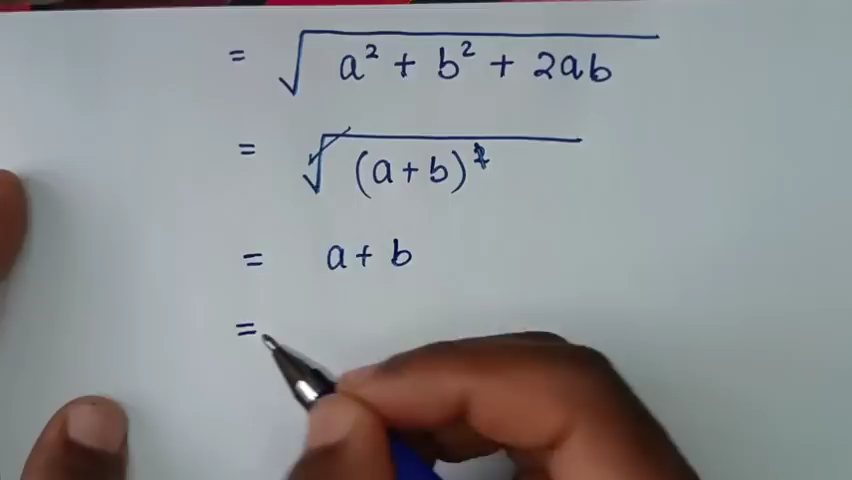 = √a² + b² + 2ab
= √(a+b)²
= a + b
=